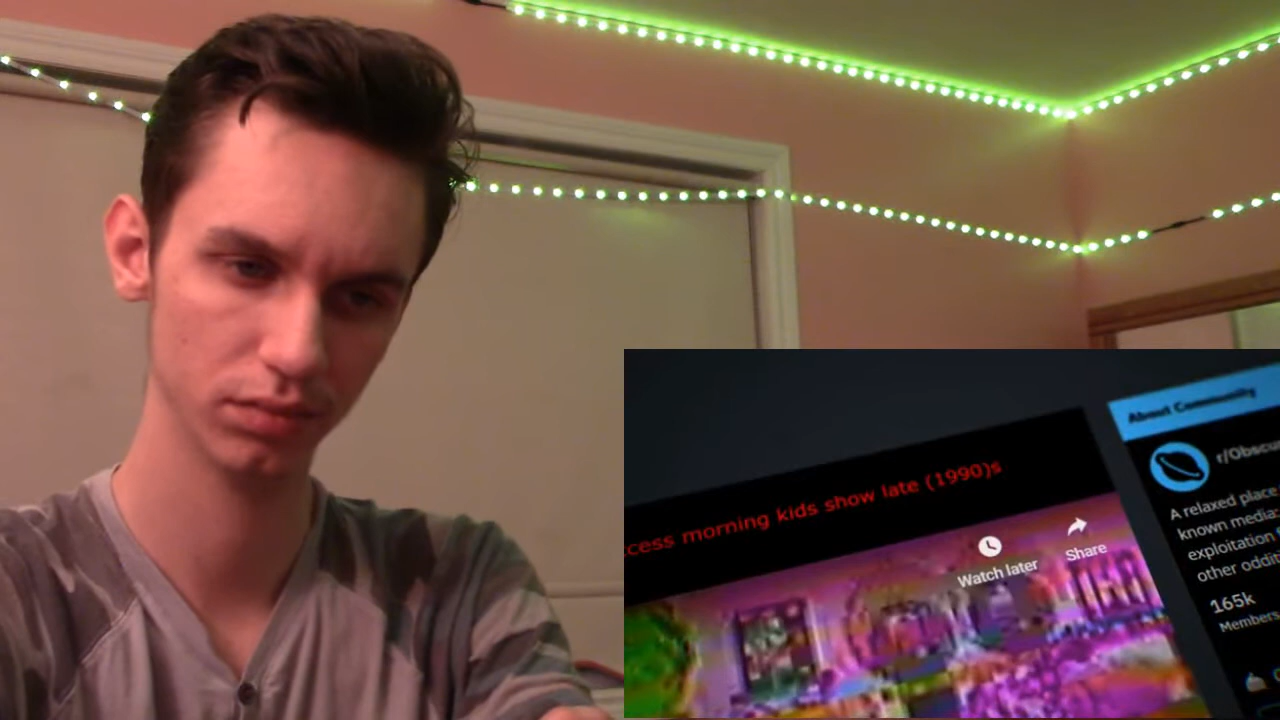 ccess morning kids show late (1990)s
Watch later
Share
About Community
r/Obscu
A relaxed place
known media:
exploitation
other oddit
165k
Members